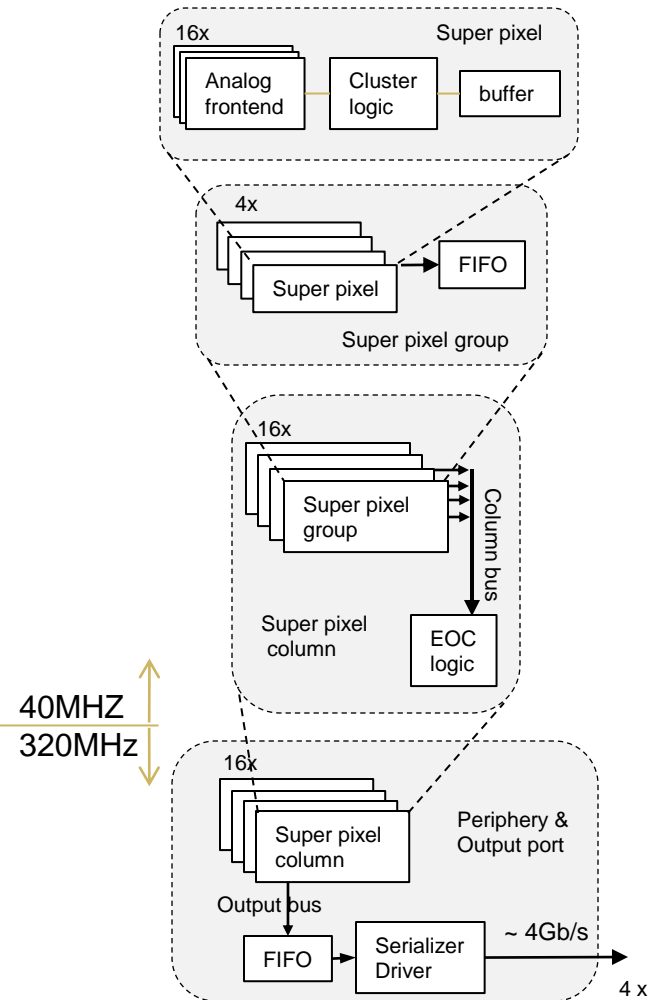 16x
Super pixel
Analog
frontend
Cluster
logic
buffer
4x
Super pixel
FIFO
Super pixel group
16x
Super pixel
group
Column bus
Super pixel
column
EOC
logic
40MHZ
320MHz
16x
Super pixel
column
Periphery &
Output port
Output bus
FIFO
Serializer
Driver
~ 4Gb/s
4 x